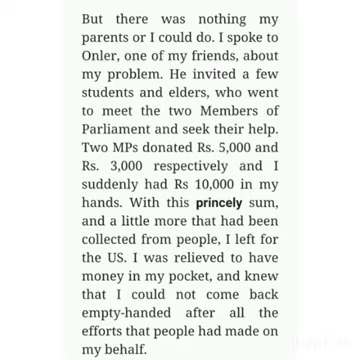 But there was nothing my
parents or I could do. I spoke to
Onler, one of my friends, about
my problem. He invited a few
students and elders, who went
to meet the two Members of
Parliament and seek their help.
Two MPs donated Rs. 5,000 and
Rs. 3,000 respectively and I
suddenly had Rs 10,000 in my
hands. With this princely sum,
and a little more that had been
collected from people, I left for
the US. I was relieved to have
money in my pocket, and knew
that I could not come back
empty-handed after all the
efforts that people had made on
my behalf.